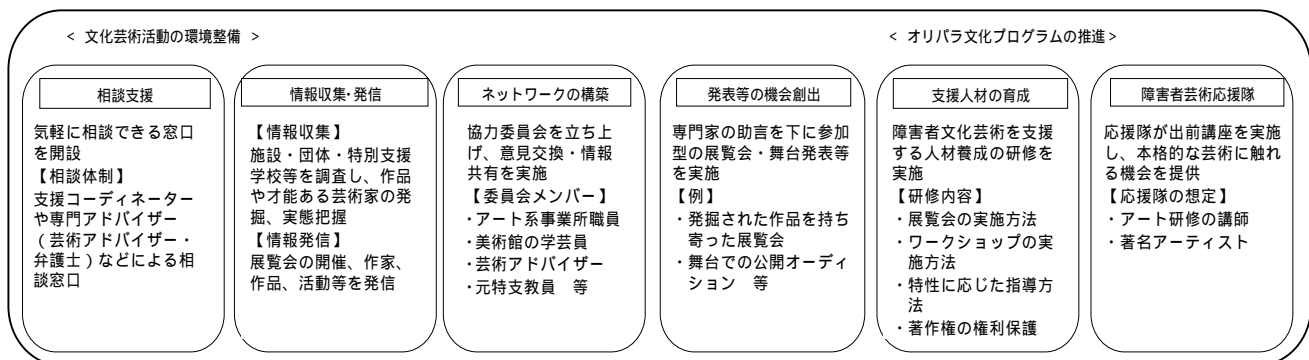 < 文化芸術活動の環境整備 >
< オリパラ文化プログラムの推進>
相談支援
気軽に相談できる窓口
を開設
【相談体制】
支援コーディネーター
や専門アドバイザー
(芸術アドバイザー・
弁護士)などによる相
談窓口
情報収集・発信
【情報収集】
施設・団体・特別支援
学校等を調査し、作品
や才能ある芸術家の発
掘、実態把握
【情報発信】
展覧会の開催、作家、
作品、活動等を発信
ネットワークの構築
協力委員会を立ち上
げ、意見交換・情報
共有を実施
【委員会メンバー】
・アート系事業所職員
・美術館の学芸員
・芸術アドバイザー
・元特支教員 等
発表等の機会創出
専門家の助言を下に参加
型の展覧会・舞台発表等
を実施
【例】
・発掘された作品を持ち
寄った展覧会
・舞台での公開オーディ
ション 等
支援人材の育成
障害者文化芸術を支援
する人材養成の研修を
実施
【研修内容】
・展覧会の実施方法
・ワークショップの実
施方法
・特性に応じた指導方
法
・著作権の権利保護
障害者芸術応援隊
応援隊が出前講座を実施
し、本格的な芸術に触れ
る機会を提供
【応援隊の想定】
・アート研修の講師
・著名アーティスト